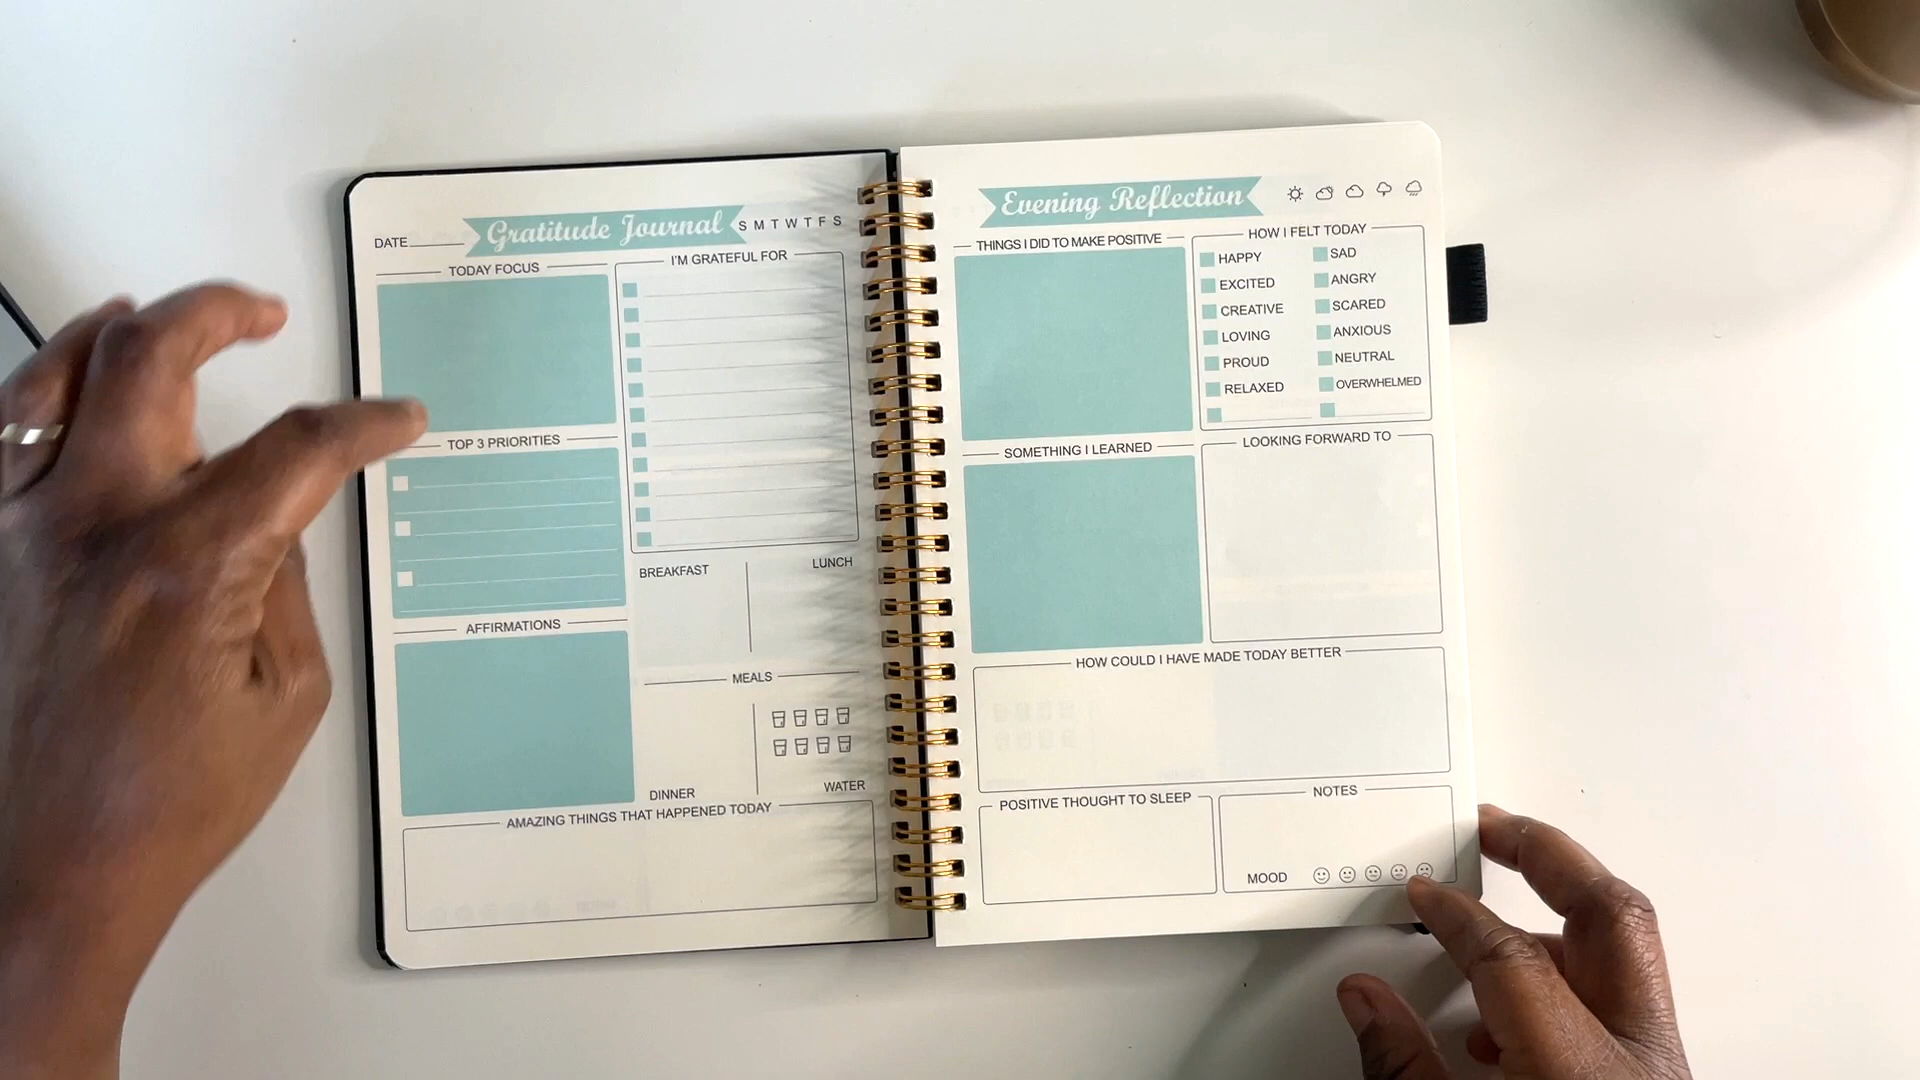 DATE
Gratitude Journal
S M T W T F S
TODAY FOCUS
I'M GRATEFUL FOR
TOP 3 PRIORITIES
AFFIRMATIONS
BREAKFAST
LUNCH
MEALS
DINNER
WATER
AMAZING THINGS THAT HAPPENED TODAY
Evening Reflection
THINGS I DID TO MAKE POSITIVE
HOW I FELT TODAY
HAPPY
SAD
EXCITED
ANGRY
CREATIVE
SCARED
LOVING
ANXIOUS
PROUD
NEUTRAL
RELAXED
OVERWHELMED
SOMETHING I LEARNED
LOOKING FORWARD TO
HOW COULD I HAVE MADE TODAY BETTER
POSITIVE THOUGHT TO SLEEP
NOTES
MOOD